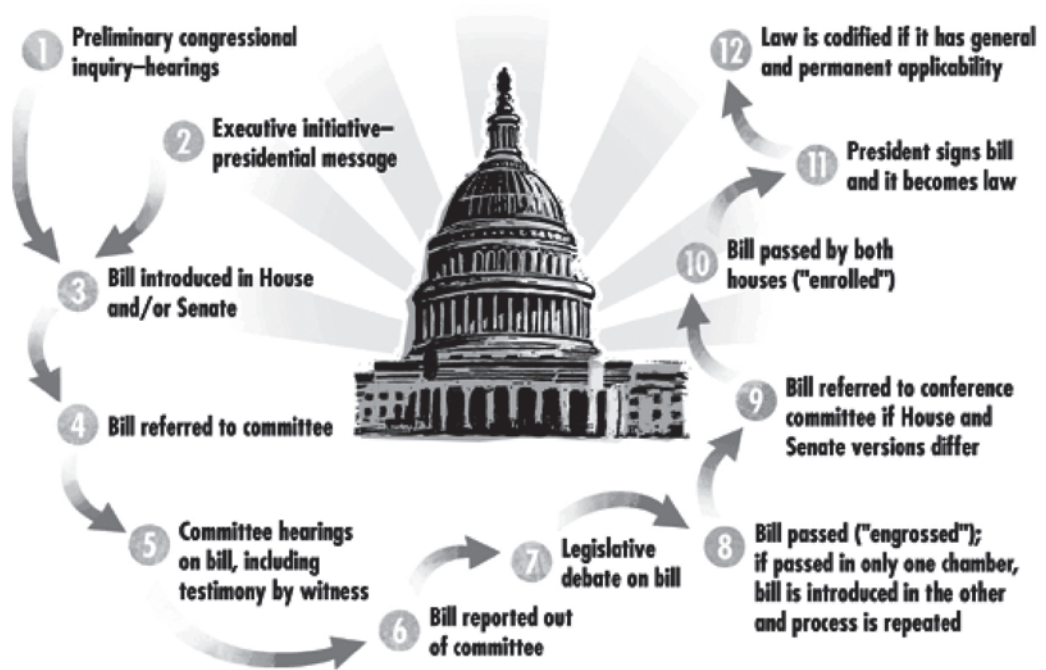 1 Preliminary congressional
inquiry–hearings
2 Executive initiative–
presidential message
3 Bill introduced in House
and/or Senate
4 Bill referred to committee
5 Committee hearings
on bill, including
testimony by witness
6 Bill reported out
of committee
7 Legislative
debate on bill
8 Bill passed ("engrossed");
if passed in only one chamber,
bill is introduced in the other
and process is repeated
9 Bill referred to conference
committee if House and
Senate versions differ
10 Bill passed by both
houses ("enrolled")
11 President signs bill
and it becomes law
12 Law is codified if it has general
and permanent applicability